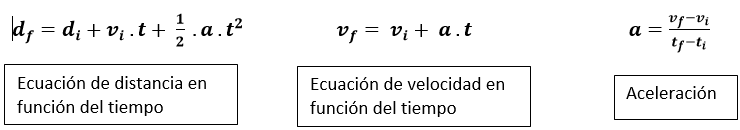 d_f = d_i + v_i . t + 1/2 . a . t²
v_f = v_i + a . t
a = (v_f − v_i)/(t_f − t_i)
Ecuación de distancia en
función del tiempo
Ecuación de velocidad en
función del tiempo
Aceleración